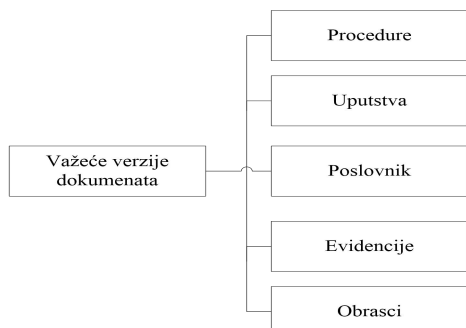 Procedure
Uputstva
Važeće verzije
dokumenata
Poslovnik
Evidencije
Obrasci